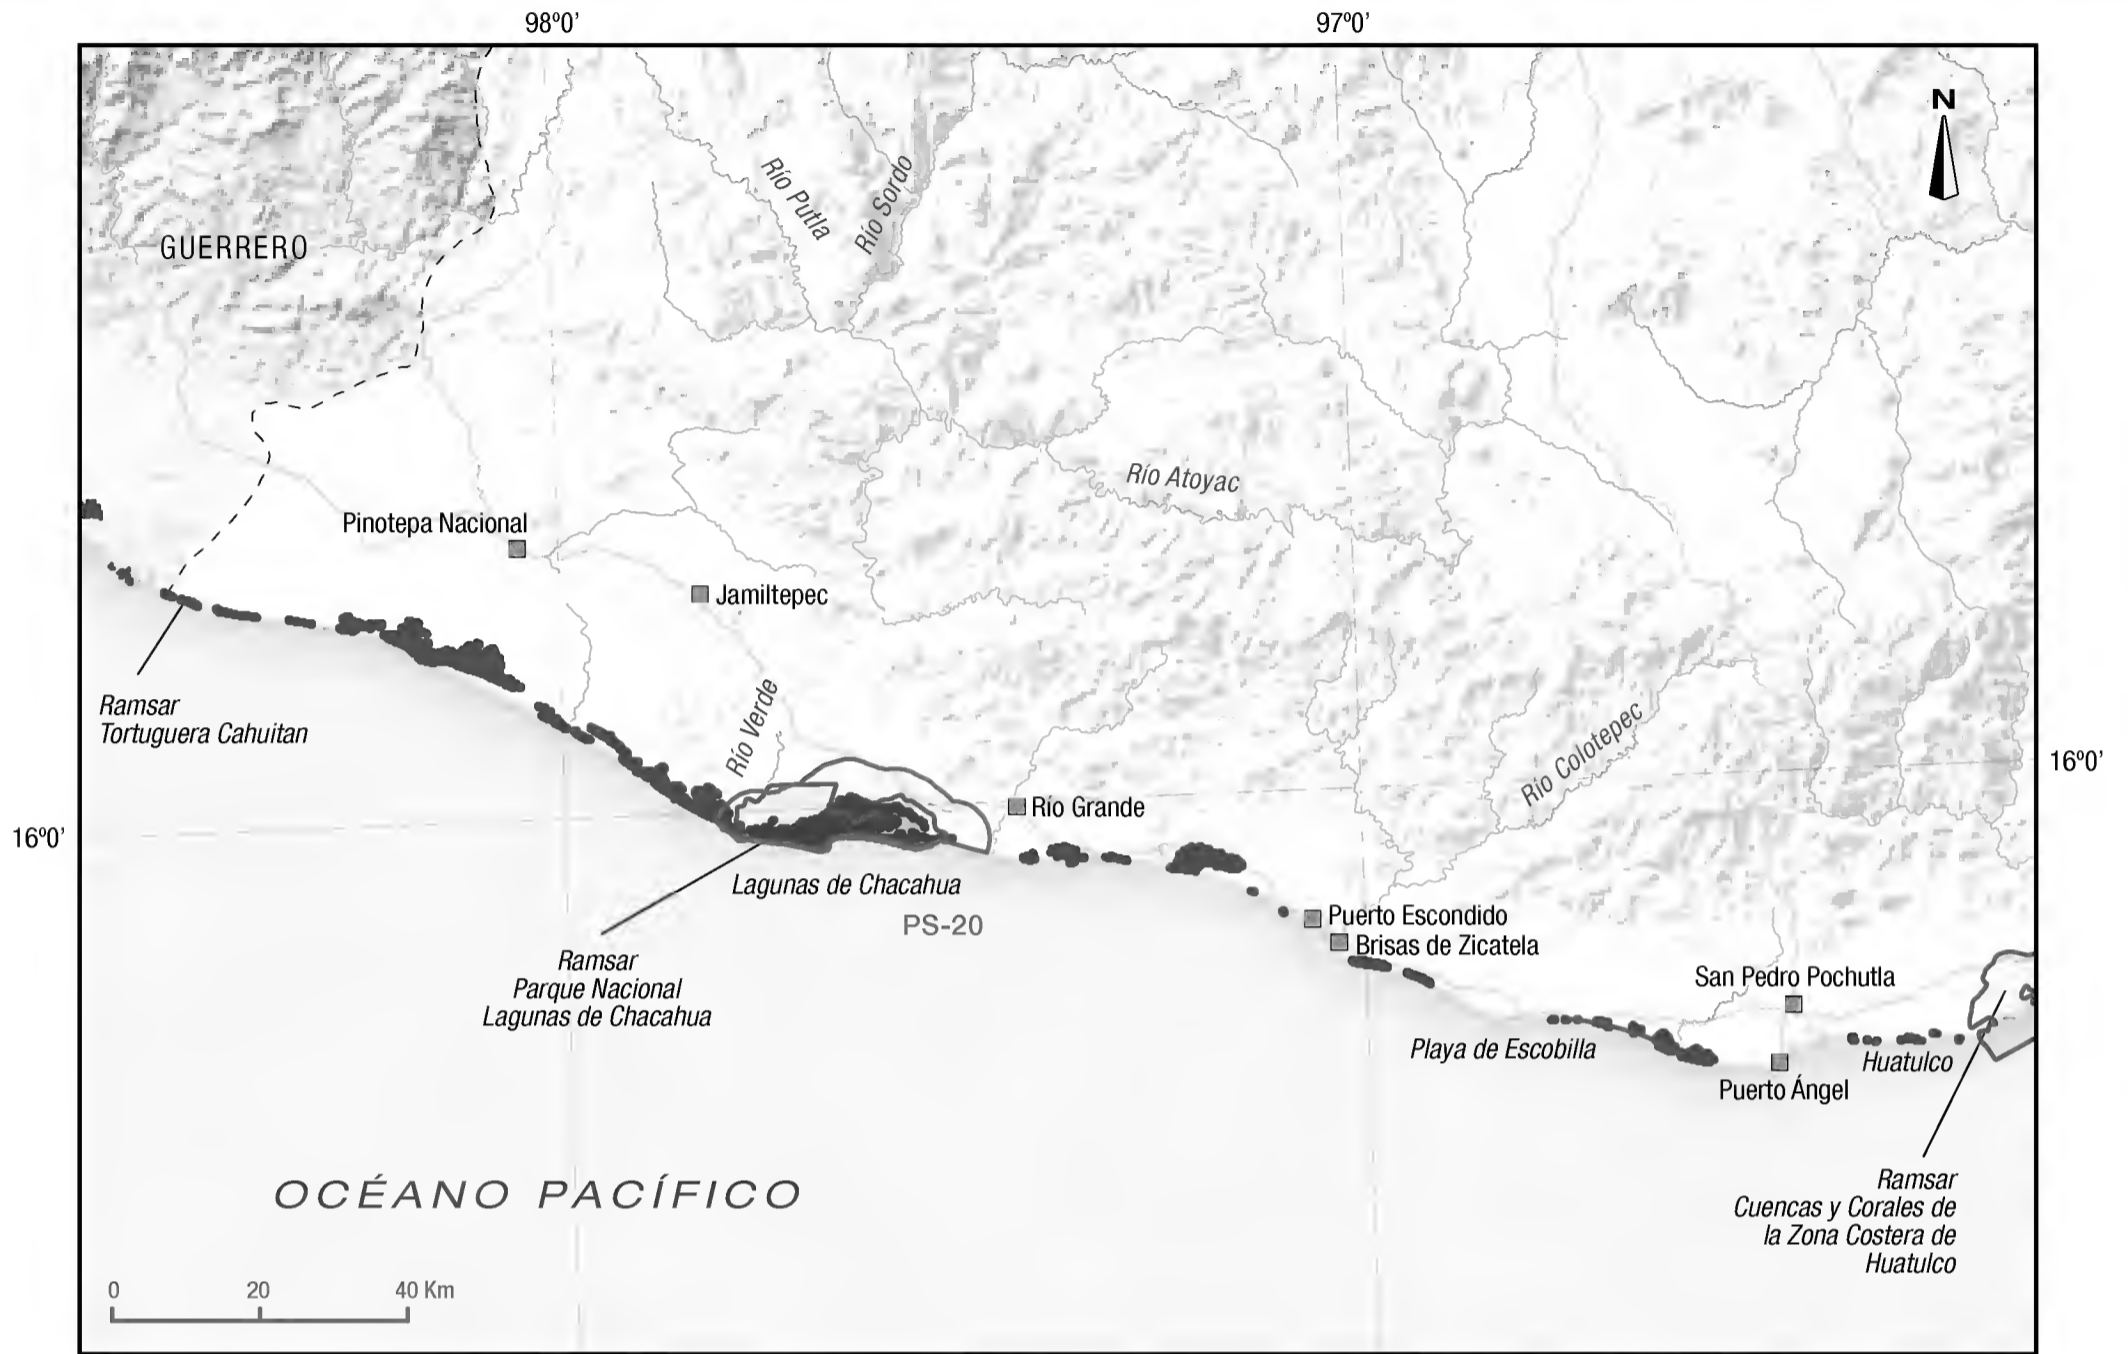 98º0’
97º0’
N
Río Putla
Río Sordo
GUERRERO
Río Atoyac
Pinotepa Nacional
Jamiltepec
Ramsar
Tortuguera Cahuitan
Río Verde
Río Colotepec
16º0’
16º0’
Río Grande
Lagunas de Chacahua
PS-20
Puerto Escondido
Brisas de Zicatela
Ramsar
Parque Nacional
Lagunas de Chacahua
San Pedro Pochutla
Playa de Escobilla
Huatulco
Puerto Ángel
OCÉANO PACÍFICO
Ramsar
Cuencas y Corales de
la Zona Costera de
Huatulco
0 20 40 Km